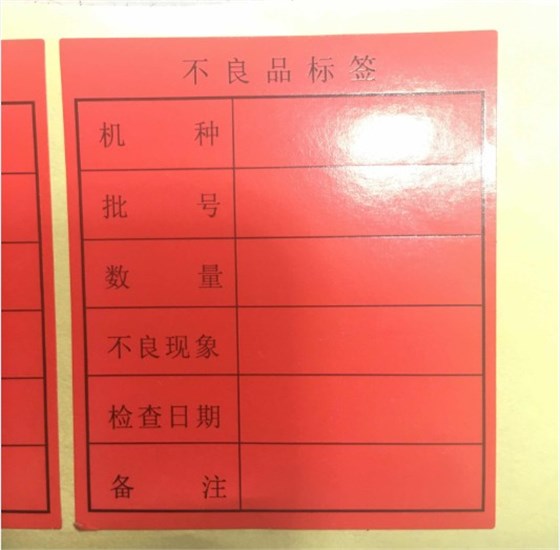 不良品标签
机种
批号
数量
不良现象
检查日期
备注